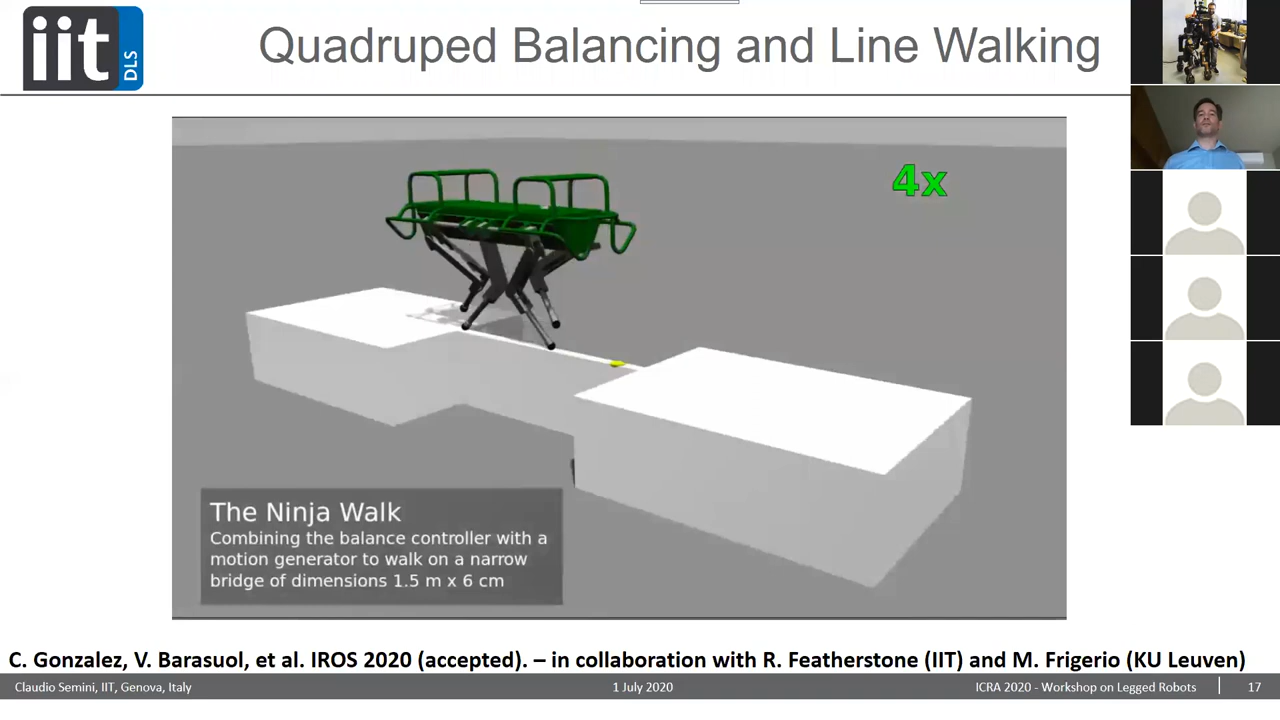 iit
DLS
Quadruped Balancing and Line Walking
4x
The Ninja Walk
Combining the balance controller with a
motion generator to walk on a narrow
bridge of dimensions 1.5 m x 6 cm
C. Gonzalez, V. Barasuol, et al. IROS 2020 (accepted). – in collaboration with R. Featherstone (IIT) and M. Frigerio (KU Leuven)
Claudio Semini, IIT, Genova, Italy
1 July 2020
ICRA 2020 - Workshop on Legged Robots
17